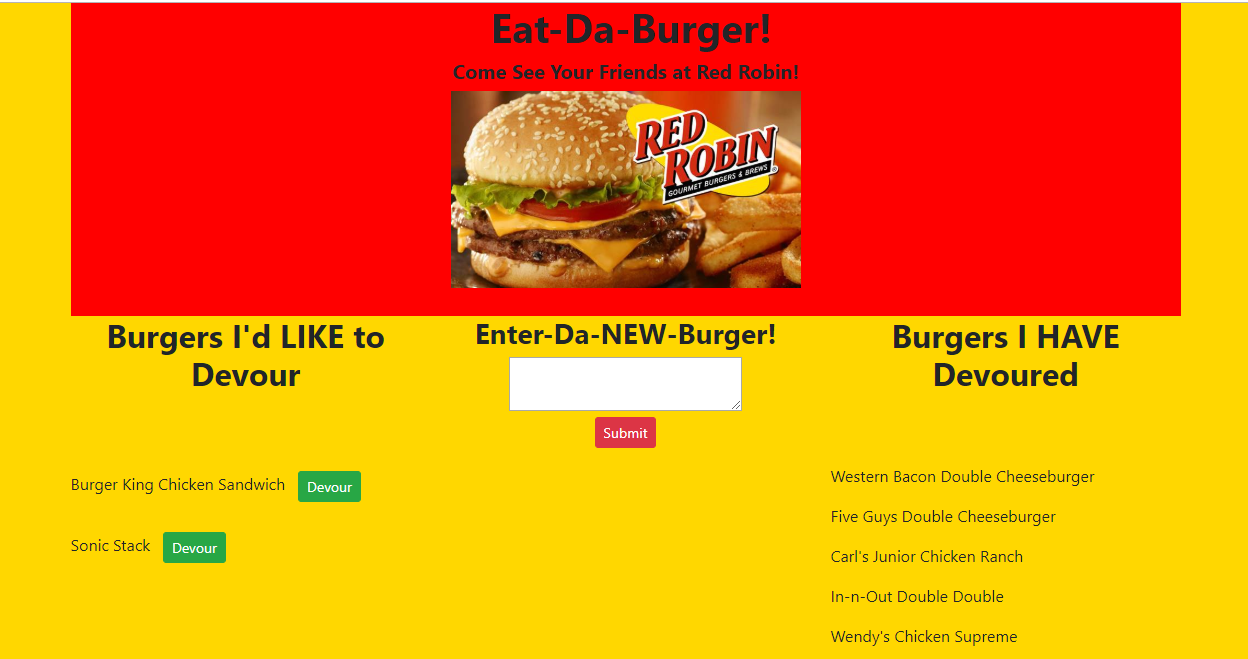 Eat-Da-Burger!
Come See Your Friends at Red Robin!
RED
ROBIN
GOURMET BURGERS & BREWS
Burgers I'd LIKE to
Devour
Enter-Da-NEW-Burger!
Submit
Burgers I HAVE
Devoured
Burger King Chicken Sandwich Devour
Sonic Stack Devour
Western Bacon Double Cheeseburger
Five Guys Double Cheeseburger
Carl's Junior Chicken Ranch
In-n-Out Double Double
Wendy's Chicken Supreme